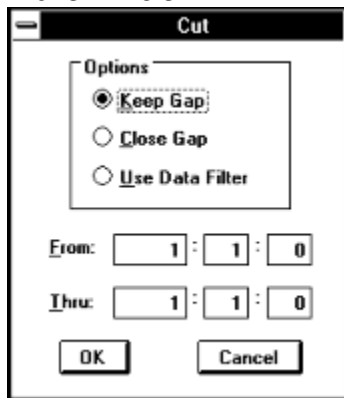 Cut
Options
Keep Gap
Close Gap
Use Data Filter
From: 1 : 1 : 0
Thru: 1 : 1 : 0
OK Cancel